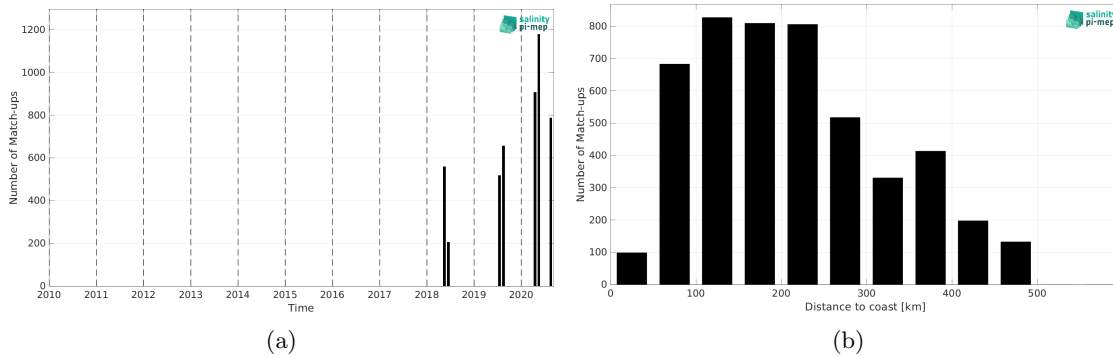 salinity
pi-mep
Number of Match-ups
1200
1000
800
600
400
200
0
2010 2011 2012 2013 2014 2015 2016 2017 2018 2019 2020
Time
(a)
salinity
pi-mep
Number of Match-ups
800
700
600
500
400
300
200
100
0
0 100 200 300 400 500
Distance to coast [km]
(b)